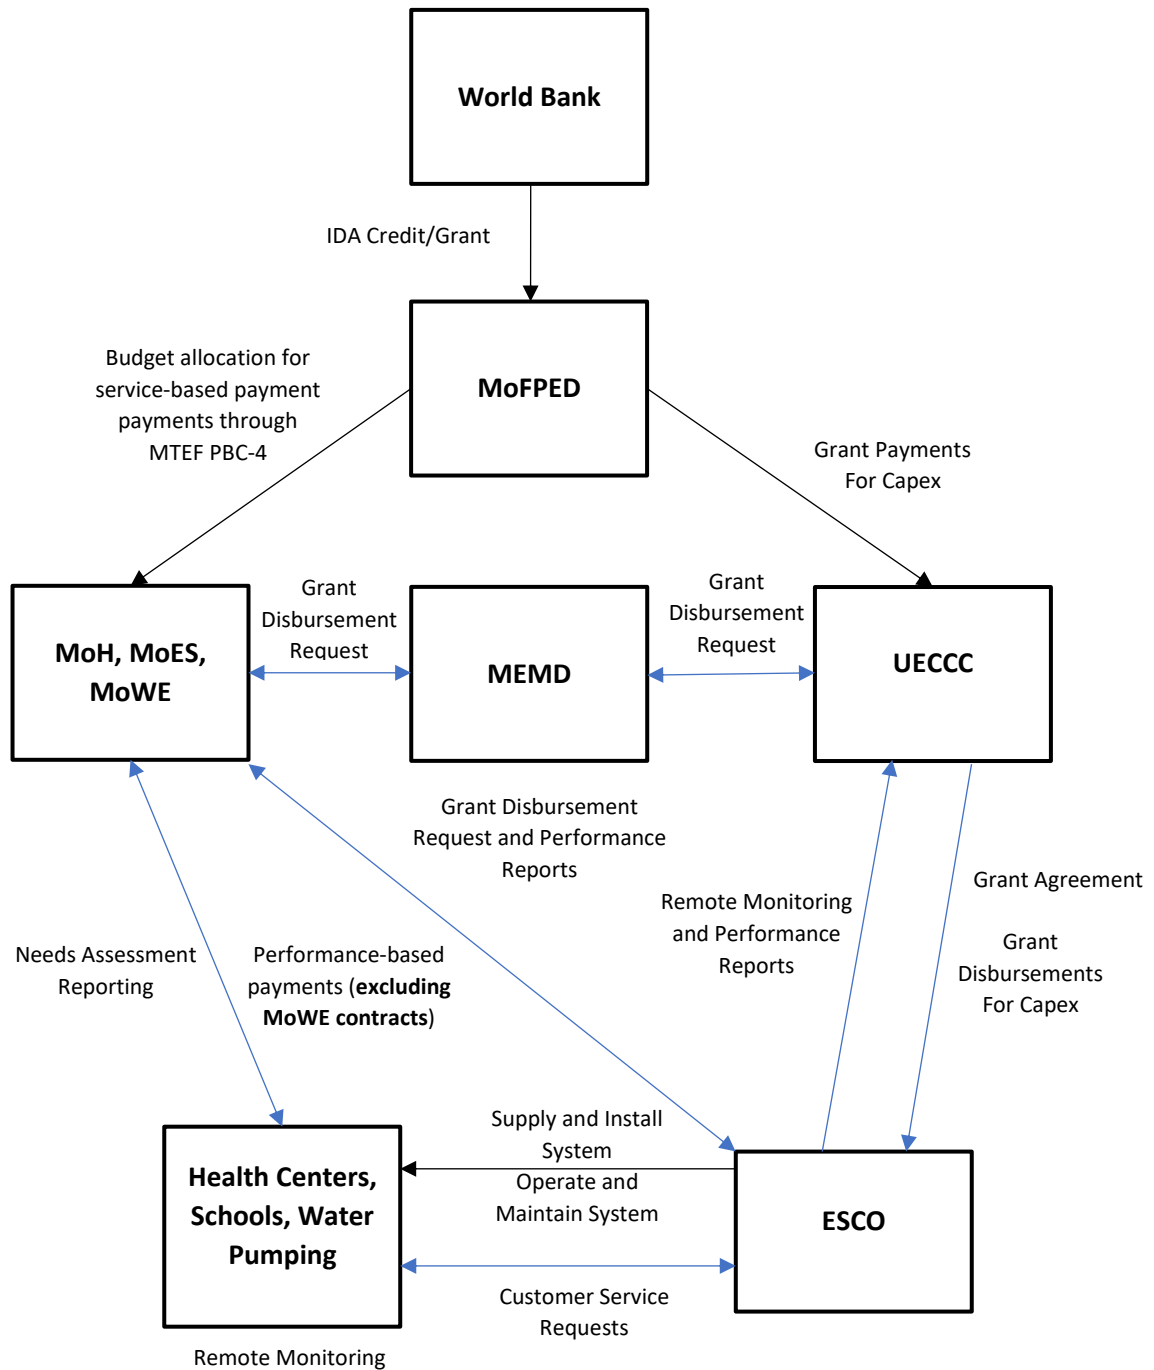 World Bank
IDA Credit/Grant
Budget allocation for
service-based payment
payments through
MTEF PBC-4
MoFPED
Grant Payments
For Capex
MoH, MoES,
MoWE
Grant
Disbursement
Request
MEMD
Grant
Disbursement
Request
UECCC
Grant Disbursement
Request and Performance
Reports
Remote Monitoring
and Performance
Reports
Grant Agreement
Grant
Disbursements
For Capex
Needs Assessment
Reporting
Performance-based
payments (excluding
MoWE contracts)
Health Centers,
Schools, Water
Pumping
Supply and Install
System
Operate and
Maintain System
ESCO
Customer Service
Requests
Remote Monitoring